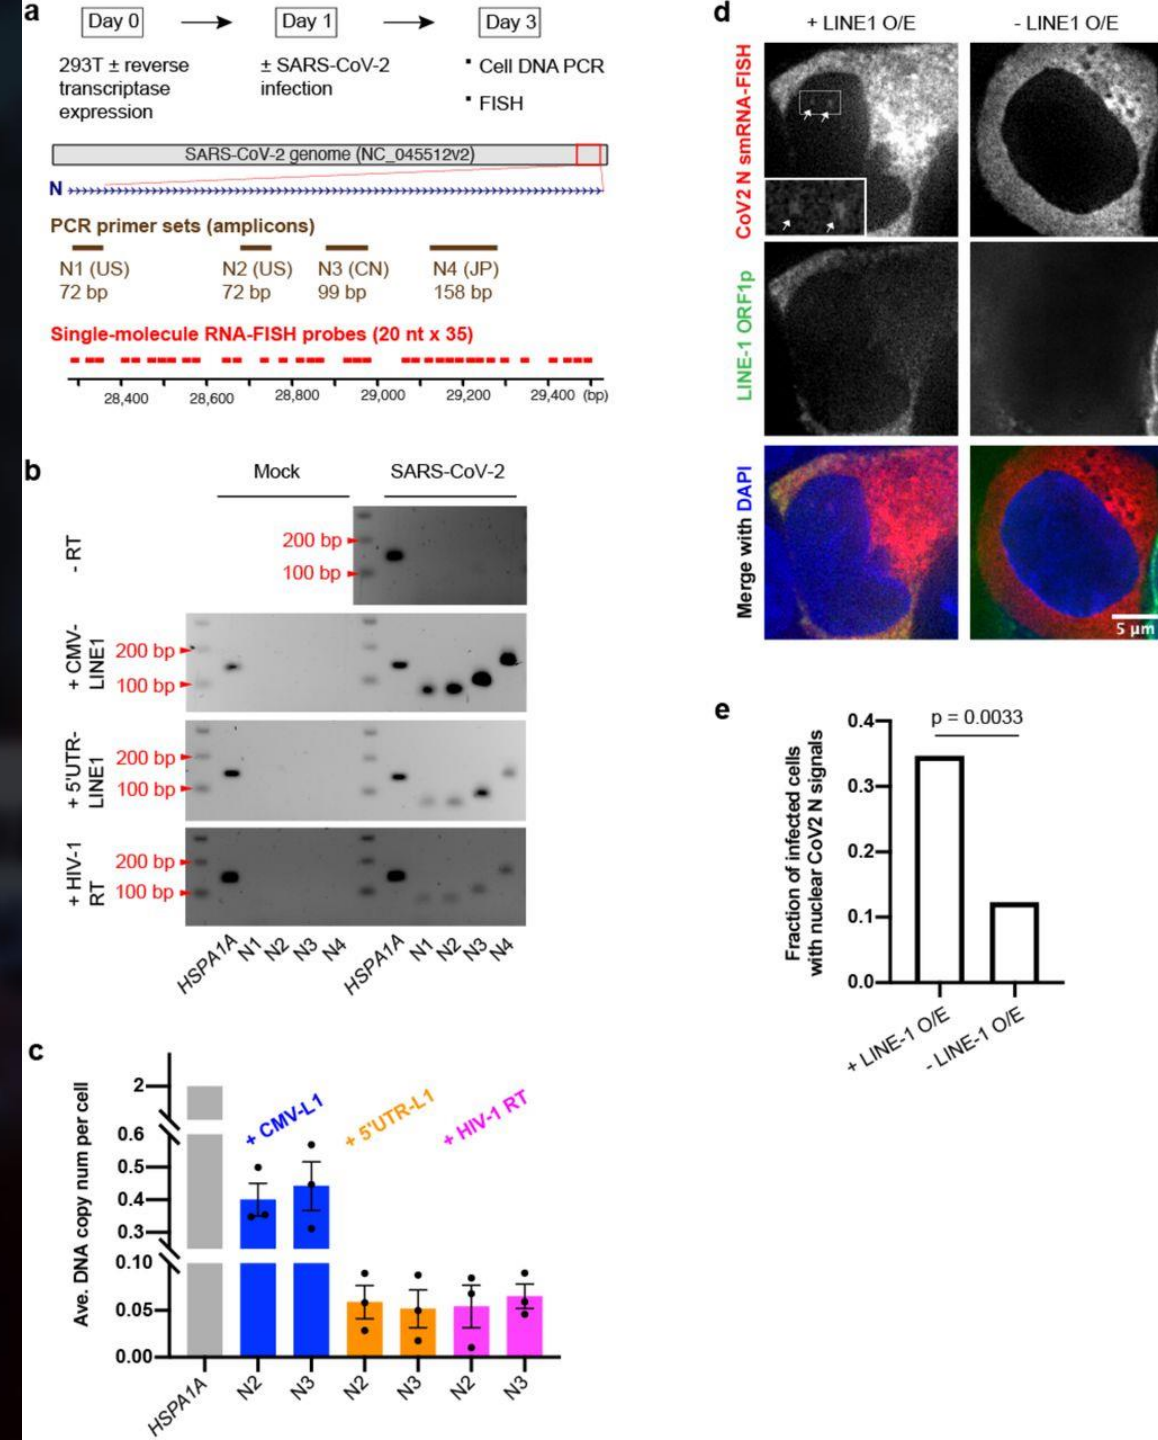 a
Day 0
Day 1
Day 3
293T ± reverse
transcriptase
expression
± SARS-CoV-2
infection
▪ Cell DNA PCR
▪ FISH
SARS-CoV-2 genome (NC_045512v2)
N
PCR primer sets (amplicons)
N1 (US) N2 (US) N3 (CN) N4 (JP)
72 bp 72 bp 99 bp 158 bp
Single-molecule RNA-FISH probes (20 nt x 35)
28,400 28,600 28,800 29,000 29,200 29,400 (bp)
b
Mock SARS-CoV-2
- RT
200 bp
100 bp
+ CMV-
LINE1
200 bp
100 bp
+ 5'UTR-
LINE1
200 bp
100 bp
+ HIV-1
RT
200 bp
100 bp
HSPA1A N1 N2 N3 N4 HSPA1A N1 N2 N3 N4
c
Ave. DNA copy num per cell
2
0.6
0.5
0.4
0.3
0.10
0.05
0.00
+ CMV-L1
+ 5'UTR-L1
+ HIV-1 RT
HSPA1A N2 N3 N2 N3 N2 N3
d
+ LINE1 O/E - LINE1 O/E
CoV2 N smRNA-FISH
LINE-1 ORF1p
Merge with DAPI
5 µm
e
Fraction of infected cells
with nuclear CoV2 N signals
p = 0.0033
0.4
0.3
0.2
0.1
0.0
+ LINE-1 O/E
- LINE-1 O/E